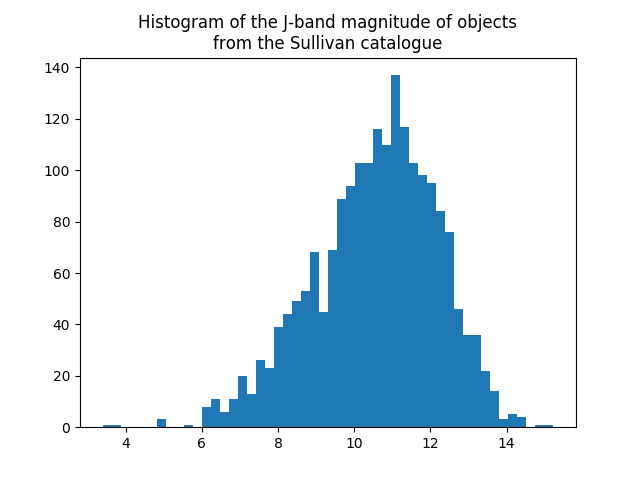 Histogram of the J-band magnitude of objects
from the Sullivan catalogue
140
120
100
80
60
40
20
0
4 6 8 10 12 14